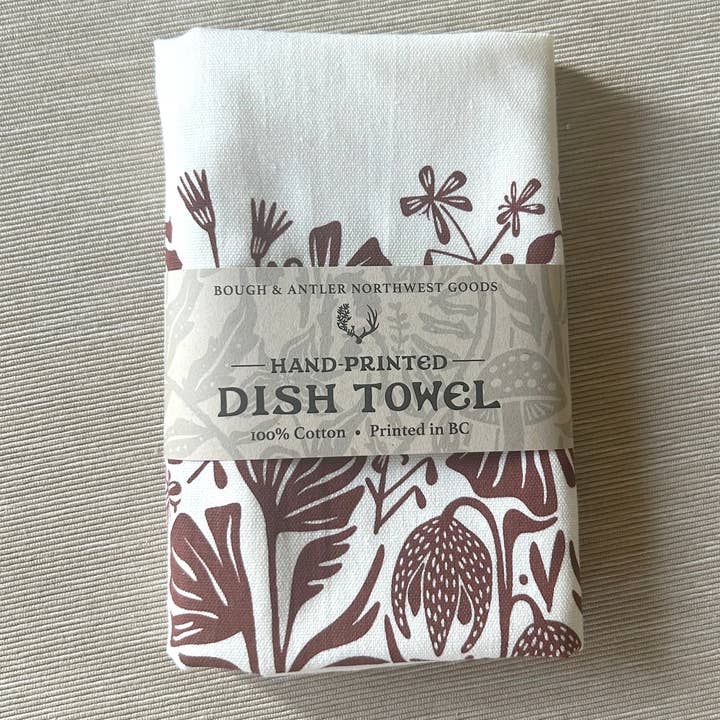 BOUGH & ANTLER NORTHWEST GOODS
HAND-PRINTED
DISH TOWEL
100% Cotton • Printed in BC